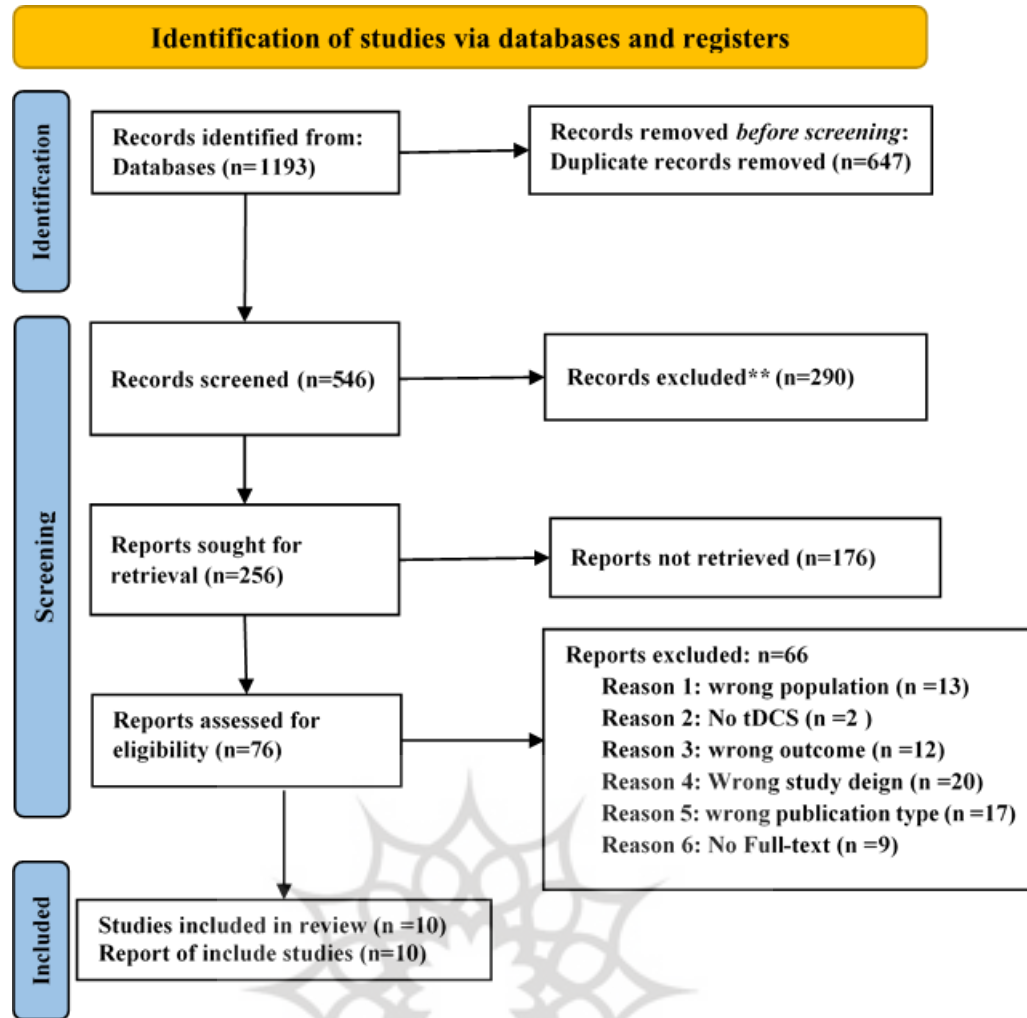 Identification of studies via databases and registers
Identification
Records identified from:
Databases (n=1193)
Records removed before screening:
Duplicate records removed (n=647)
Screening
Records screened (n=546)
Records excluded** (n=290)
Reports sought for
retrieval (n=256)
Reports not retrieved (n=176)
Reports assessed for
eligibility (n=76)
Reports excluded: n=66
Reason 1: wrong population (n =13)
Reason 2: No tDCS (n =2 )
Reason 3: wrong outcome (n =12)
Reason 4: Wrong study deign (n =20)
Reason 5: wrong publication type (n =17)
Reason 6: No Full-text (n =9)
Included
Studies included in review (n =10)
Report of include studies (n=10)